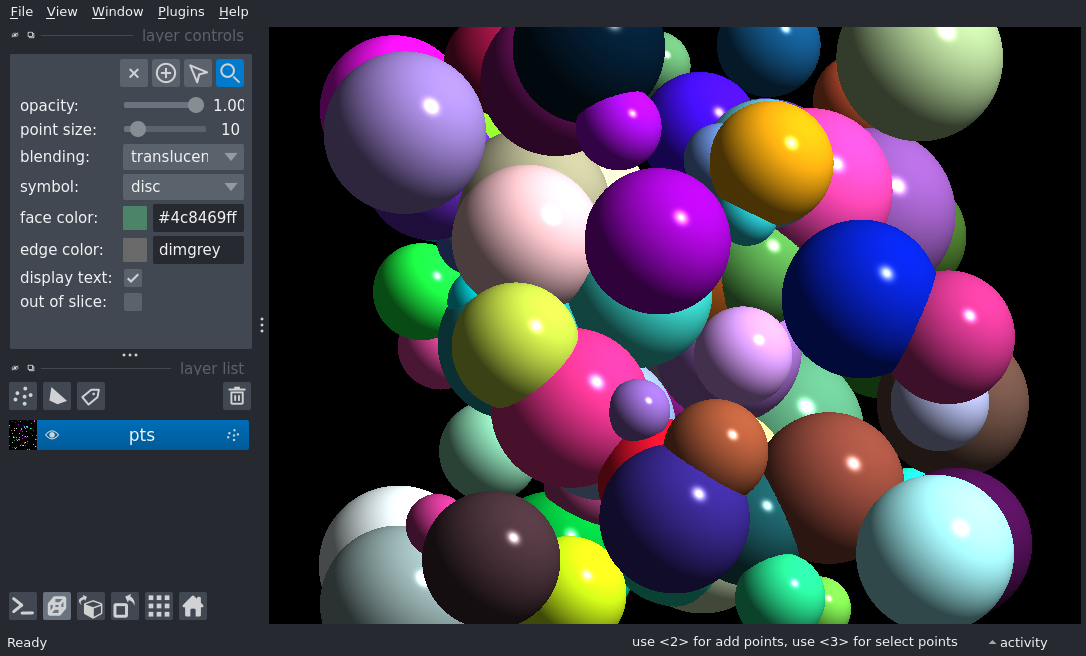 File View Window Plugins Help
layer controls
opacity: 1.00
point size: 10
blending: translucen
symbol: disc
face color: #4c8469ff
edge color: dimgrey
display text:
out of slice:
layer list
pts
Ready
use <2> for add points, use <3> for select points
activity